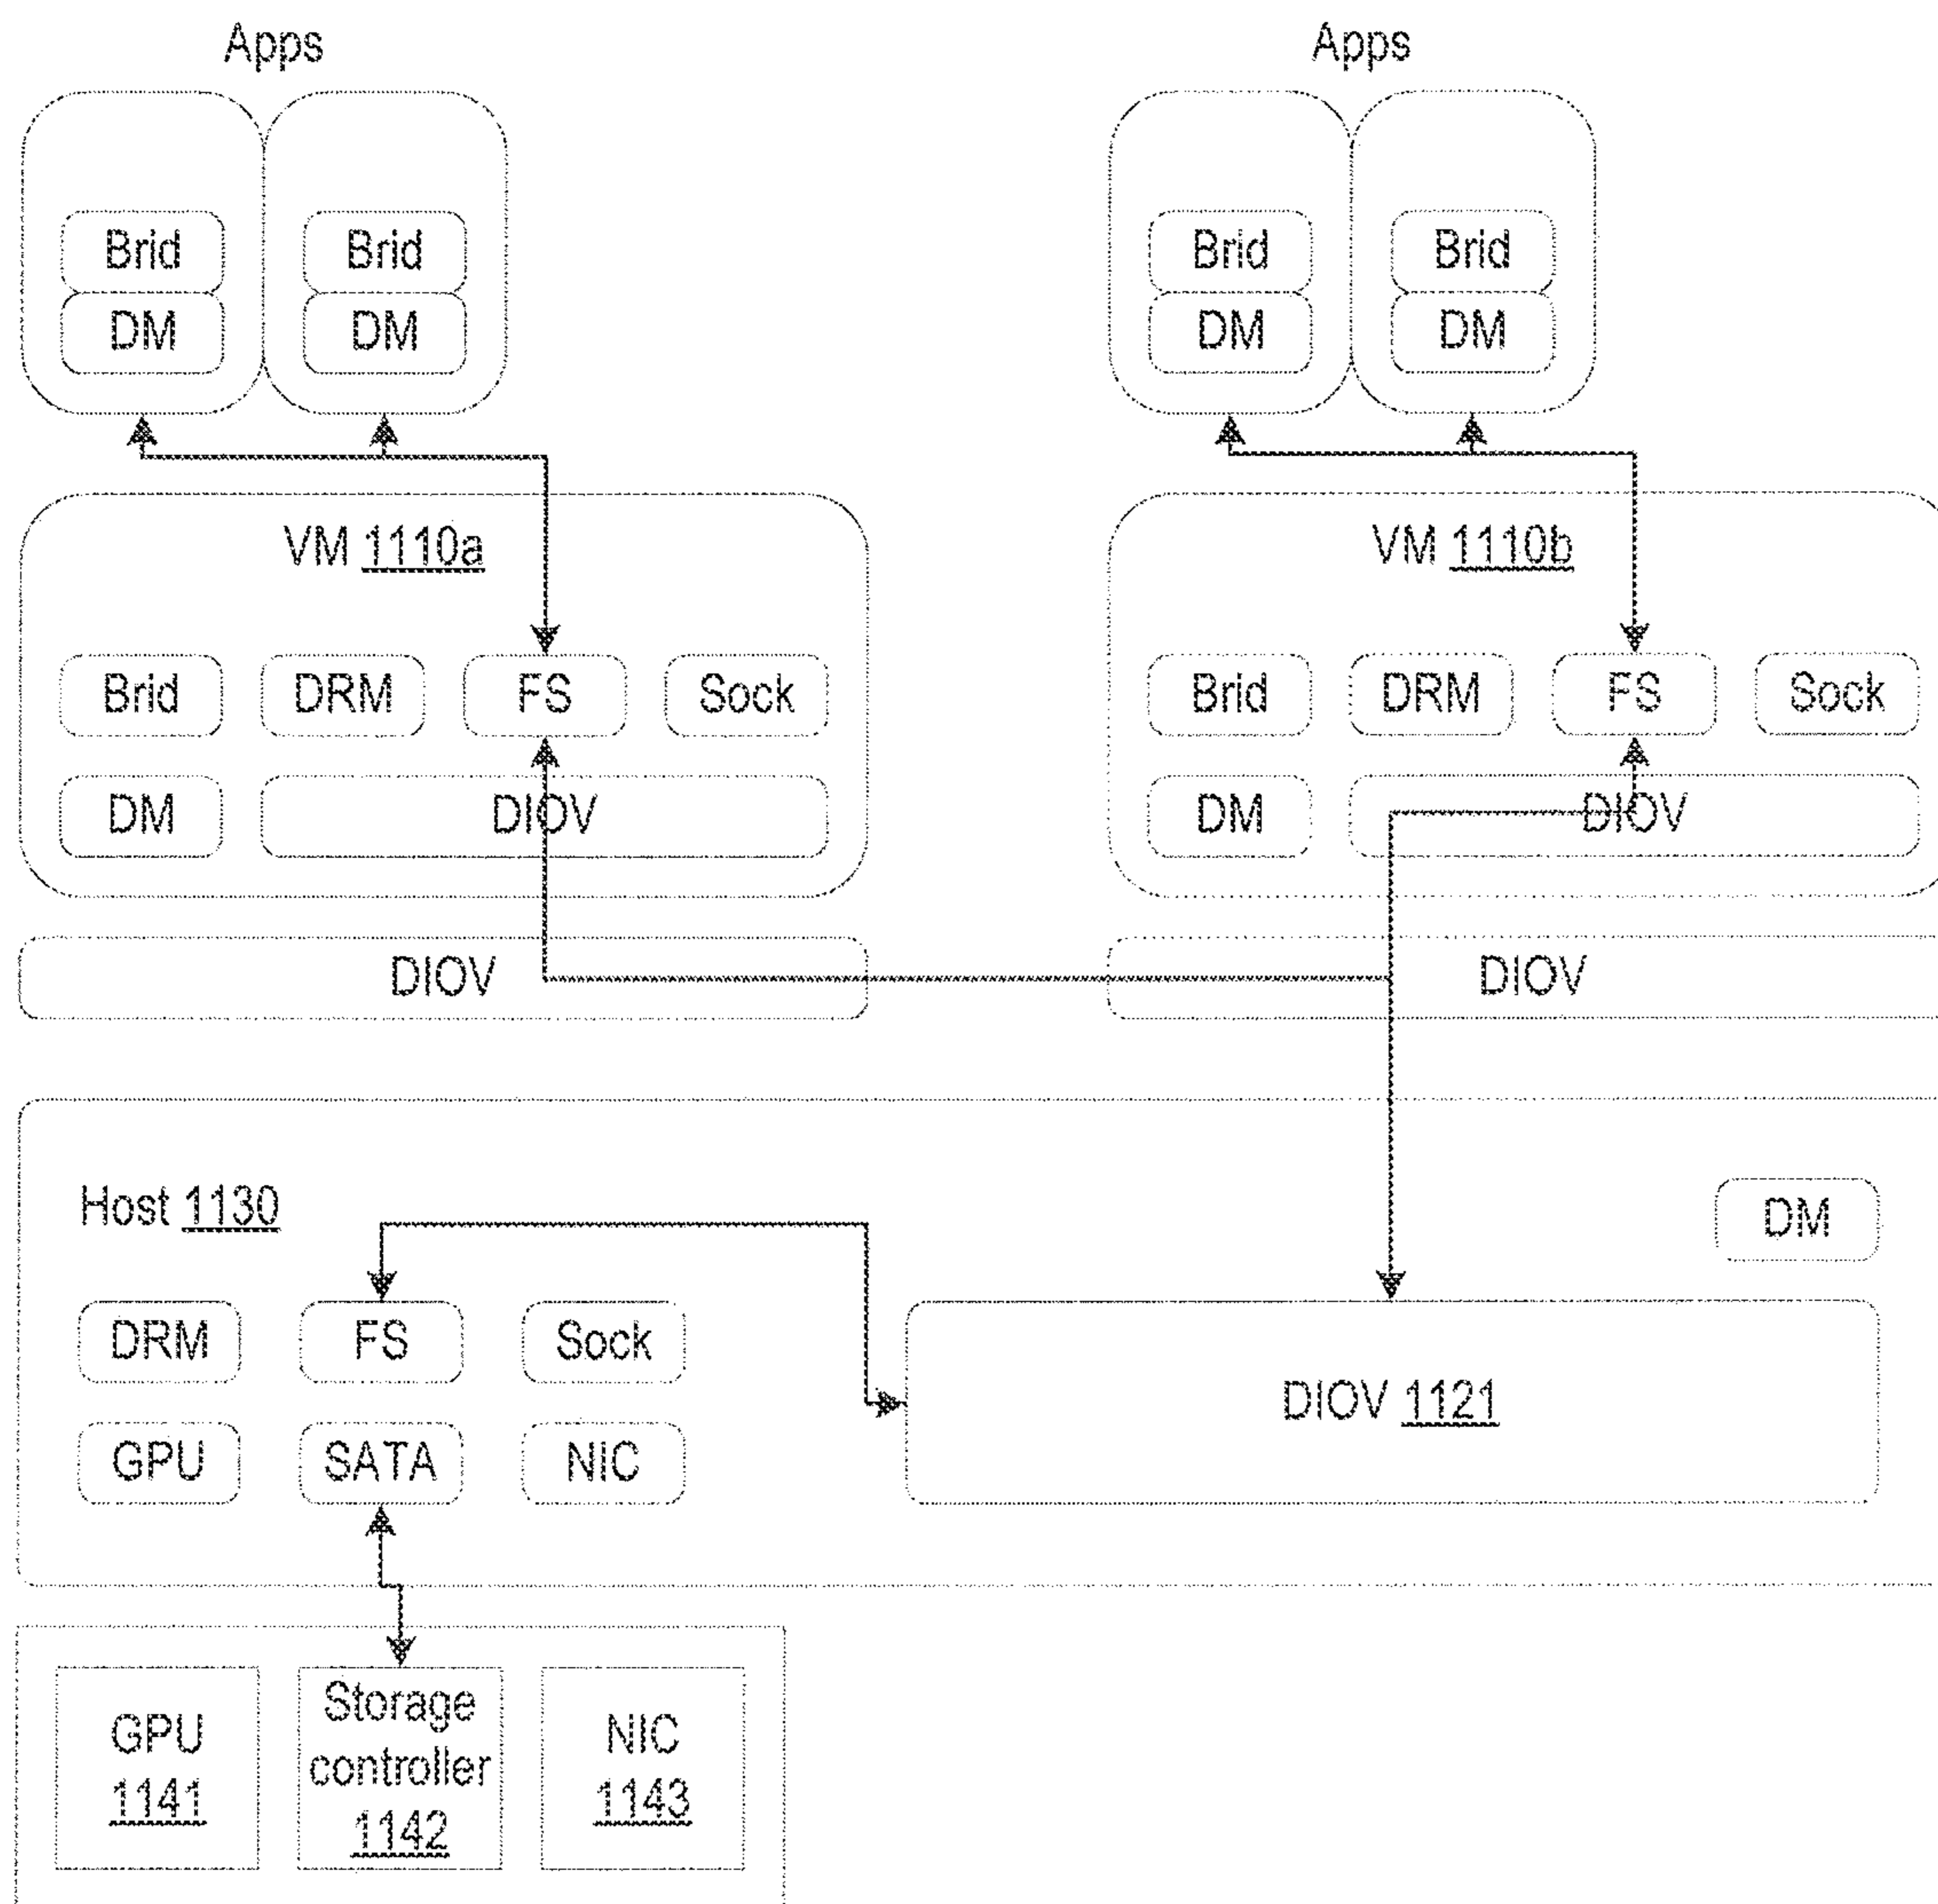 Apps
Apps
Brid
Brid
Brid
Brid
DM
DM
DM
DM
VM 1110a
VM 1110b
Brid
DRM
FS
Sock
Brid
DRM
FS
Sock
DM
DIOV
DM
DIOV
DIOV
DIOV
Host 1130
DM
DRM
FS
Sock
DIOV 1121
GPU
SATA
NIC
GPU
1141
Storage
controller
1142
NIC
1143